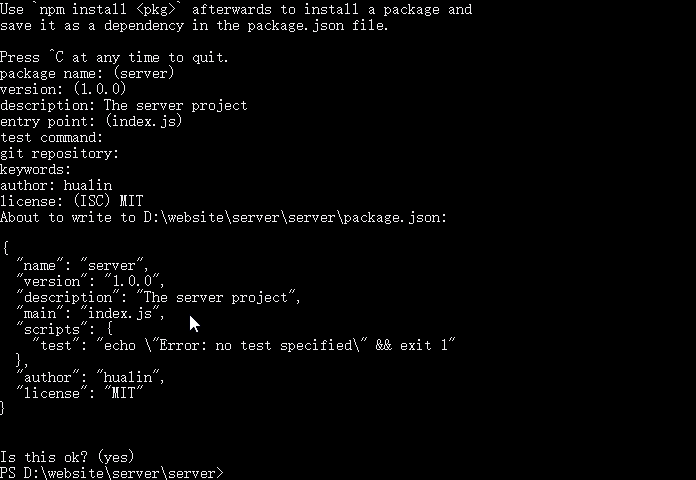 Use `npm install <pkg>` afterwards to install a package and
save it as a dependency in the package.json file.
Press ^C at any time to quit.
package name: (server)
version: (1.0.0)
description: The server project
entry point: (index.js)
test command:
git repository:
keywords:
author: hualin
license: (ISC) MIT
About to write to D:\website\server\server\package.json:
{
  "name": "server",
  "version": "1.0.0",
  "description": "The server project",
  "main": "index.js",
  "scripts": {
    "test": "echo \"Error: no test specified\" && exit 1"
  },
  "author": "hualin",
  "license": "MIT"
}
Is this ok? (yes)
PS D:\website\server\server>